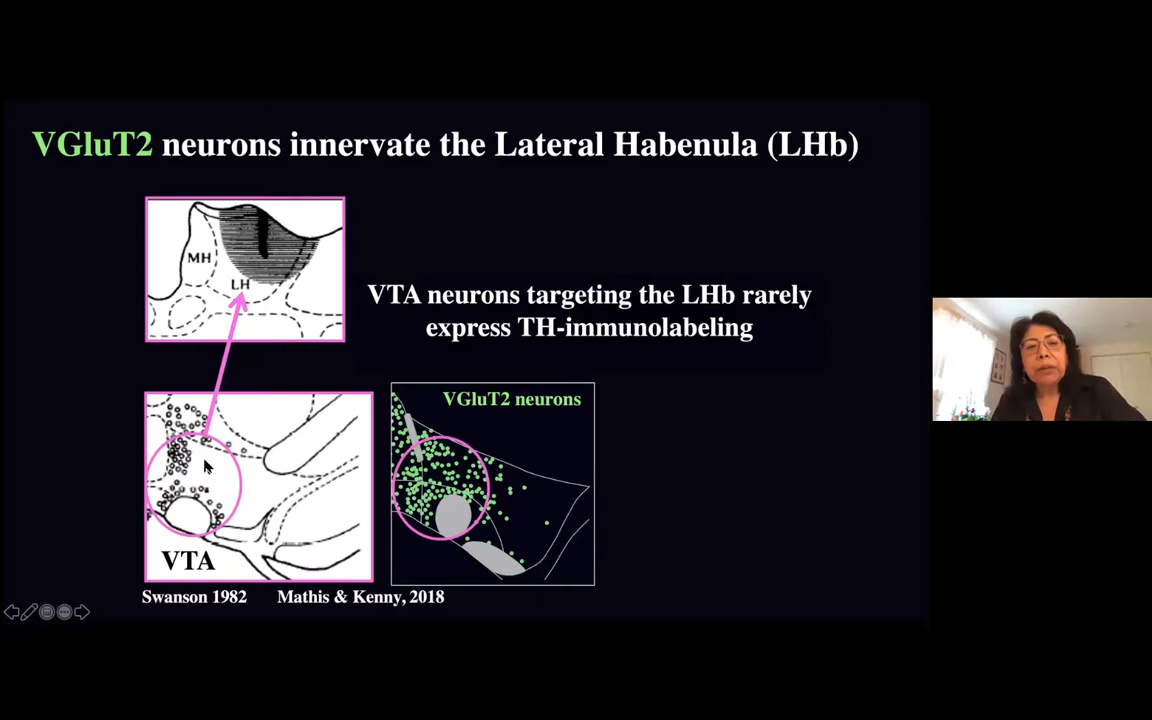 VGluT2 neurons innervate the Lateral Habenula (LHb)
MH
LH
VTA neurons targeting the LHb rarely
express TH-immunolabeling
VGluT2 neurons
VTA
Swanson 1982
Mathis & Kenny, 2018